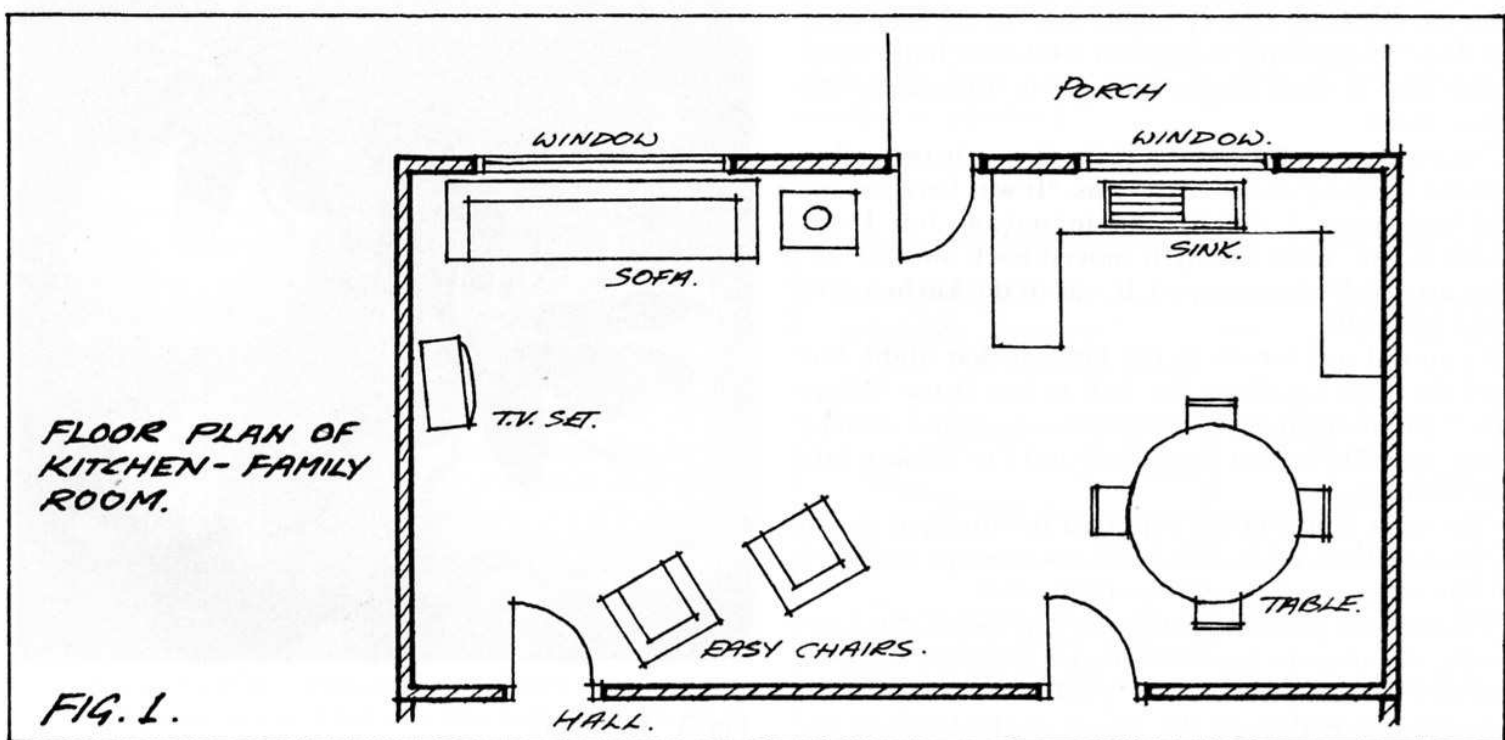 PORCH
WINDOW
WINDOW.
SINK.
SOFA.
T.V. SET.
FLOOR PLAN OF
KITCHEN - FAMILY
ROOM.
TABLE.
EASY CHAIRS.
FIG. 1.
HALL.